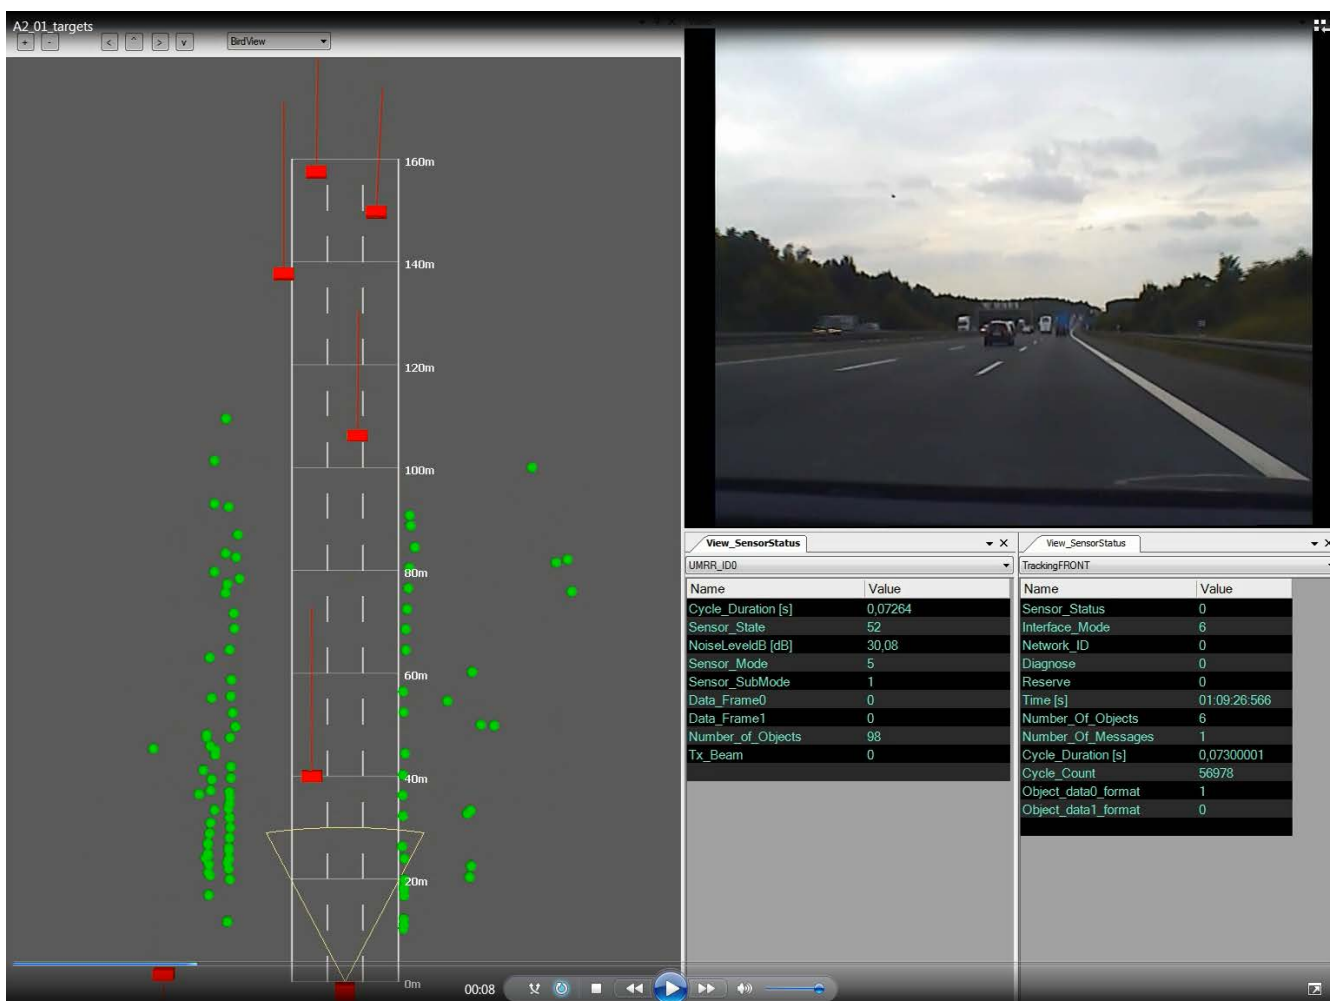 A2_01_targets
+ - < ^ > v BirdView
160m
140m
120m
100m
80m
60m
40m
20m
0m
View_SensorStatus
UMRR_ID0
Name Value
Cycle_Duration [s] 0,07264
Sensor_State 52
NoiseLeveldB [dB] 30,08
Sensor_Mode 5
Sensor_SubMode 1
Data_Frame0 0
Data_Frame1 0
Number_of_Objects 98
Tx_Beam 0
View_SensorStatus
TrackingFRONT
Name Value
Sensor_Status 0
Interface_Mode 6
Network_ID 0
Diagnose 0
Reserve 0
Time [s] 01:09:26:566
Number_Of_Objects 6
Number_Of_Messages 1
Cycle_Duration [s] 0,07300001
Cycle_Count 56978
Object_data0_format 1
Object_data1_format 0
00:08